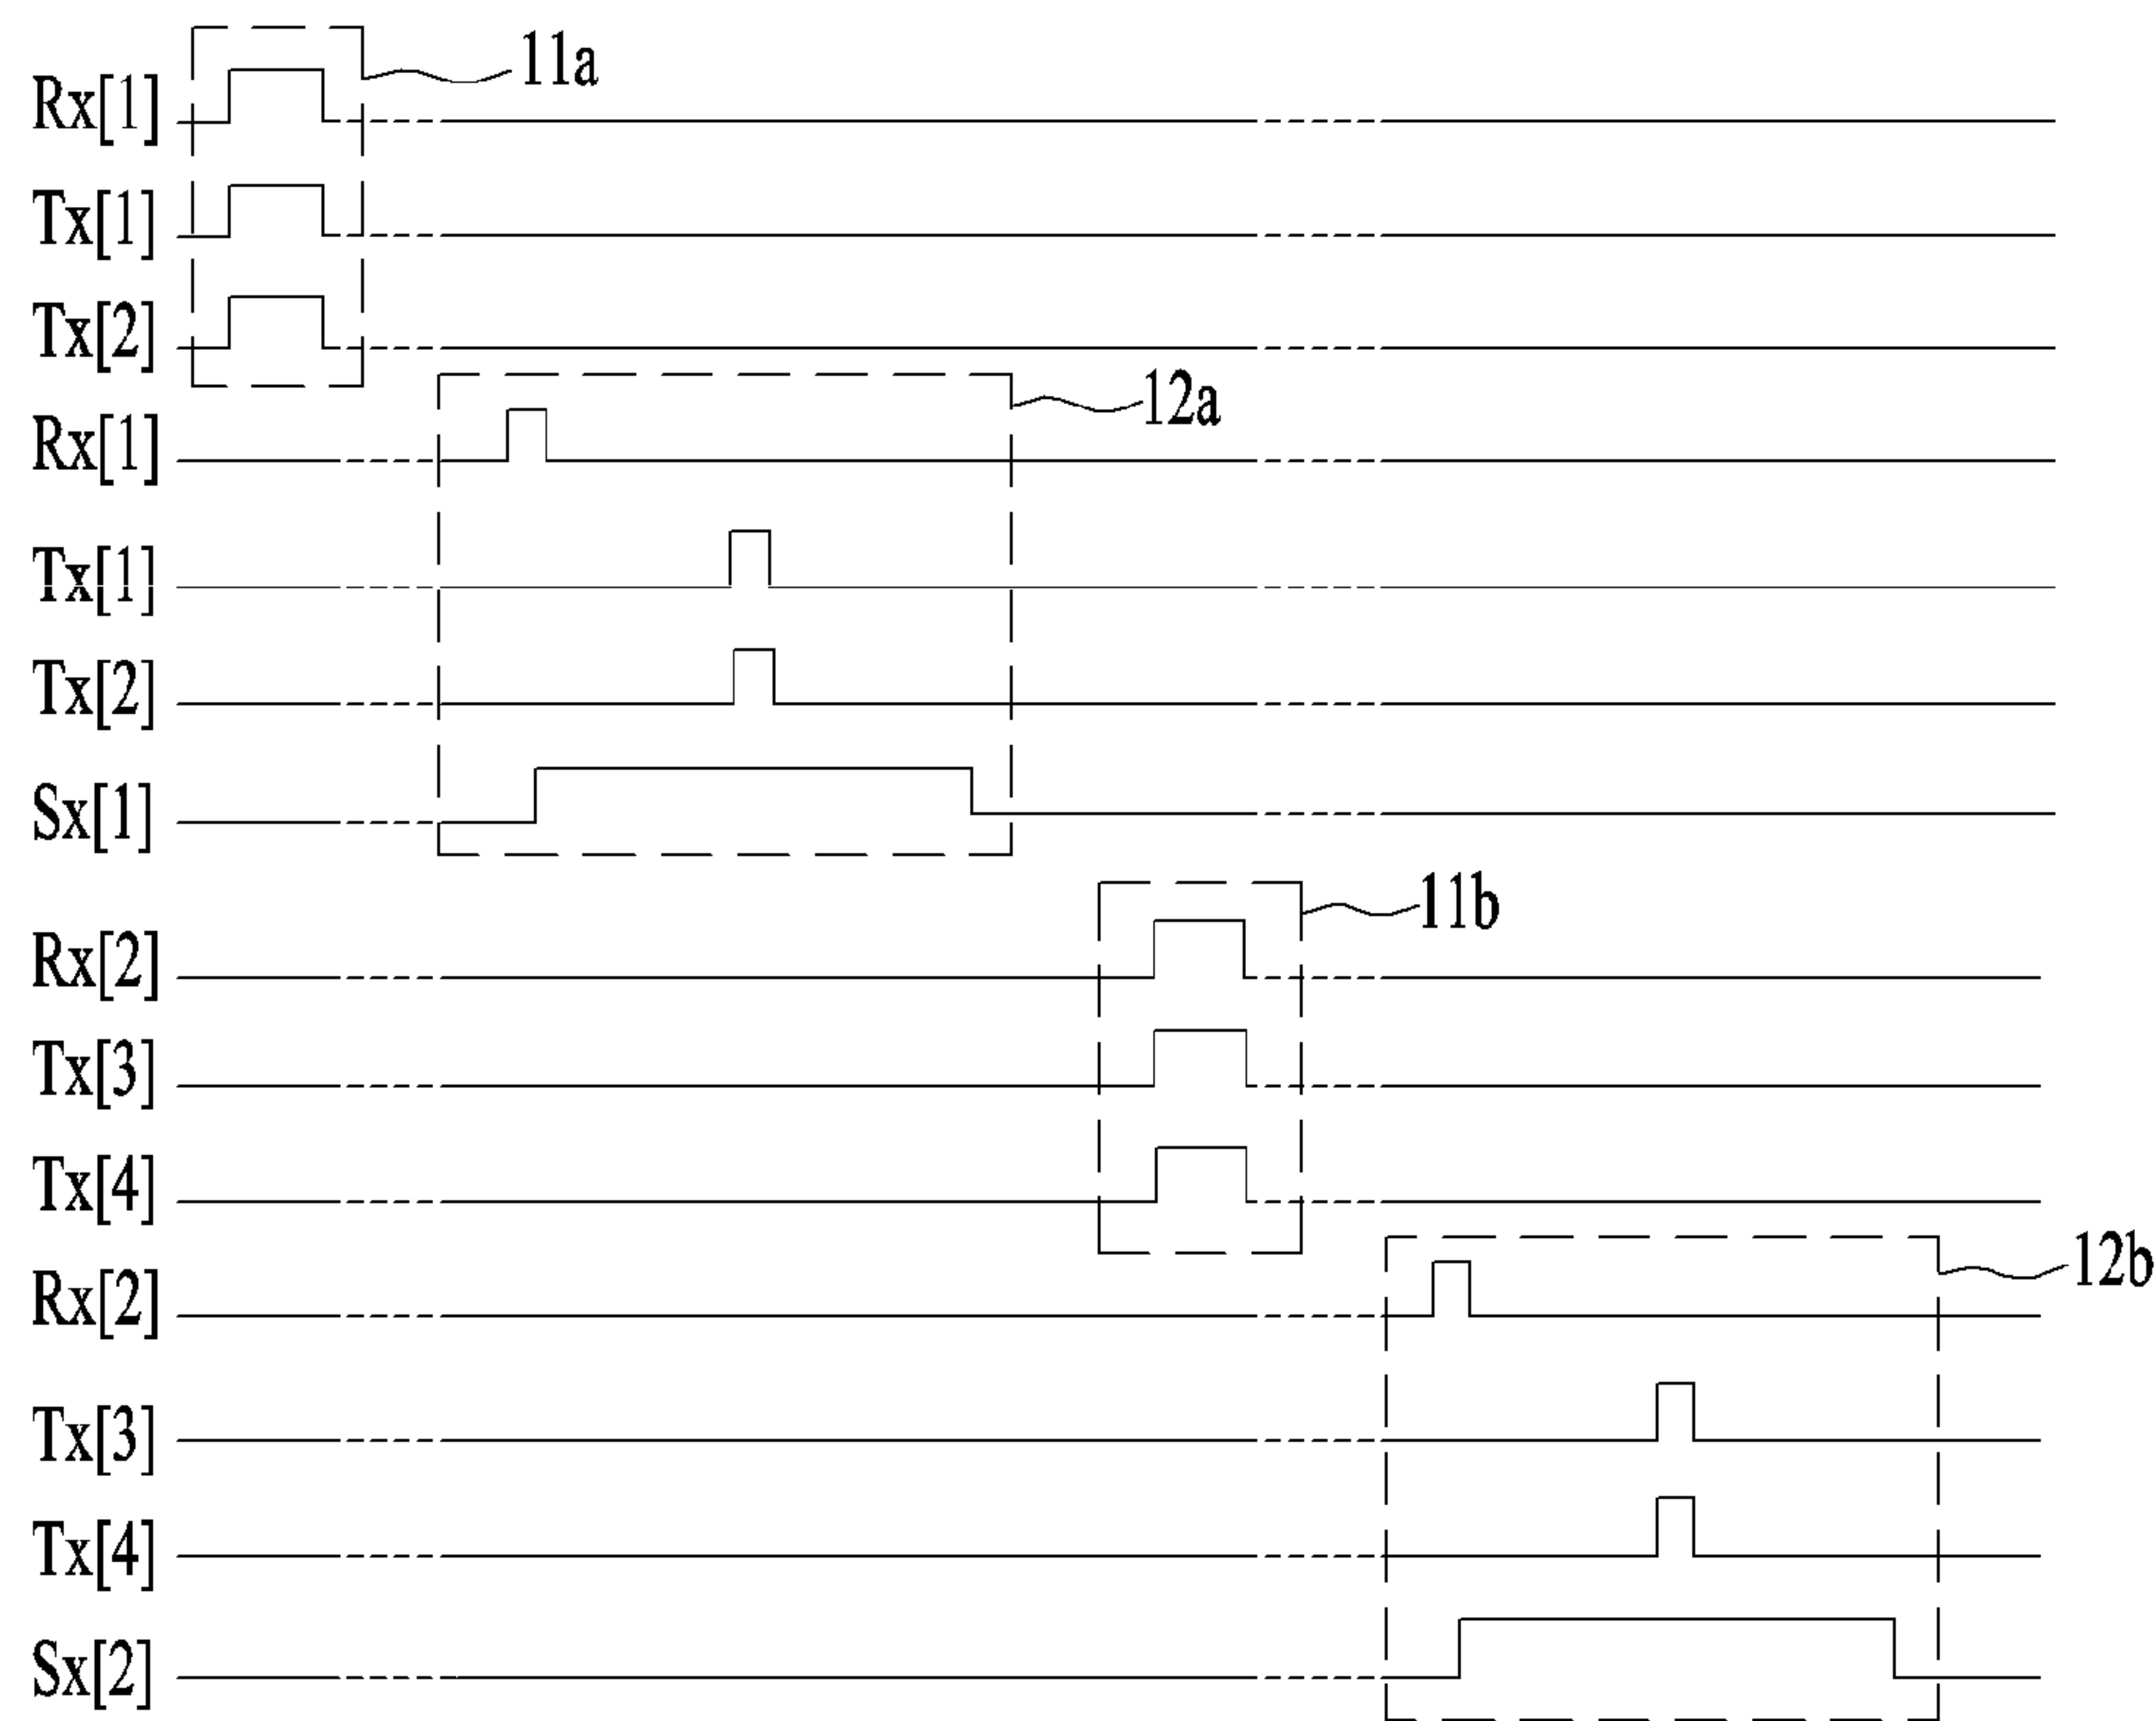 11a
Rx[1]
Tx[1]
Tx[2]
12a
Rx[1]
Tx[1]
Tx[2]
Sx[1]
11b
Rx[2]
Tx[3]
Tx[4]
12b
Rx[2]
Tx[3]
Tx[4]
Sx[2]